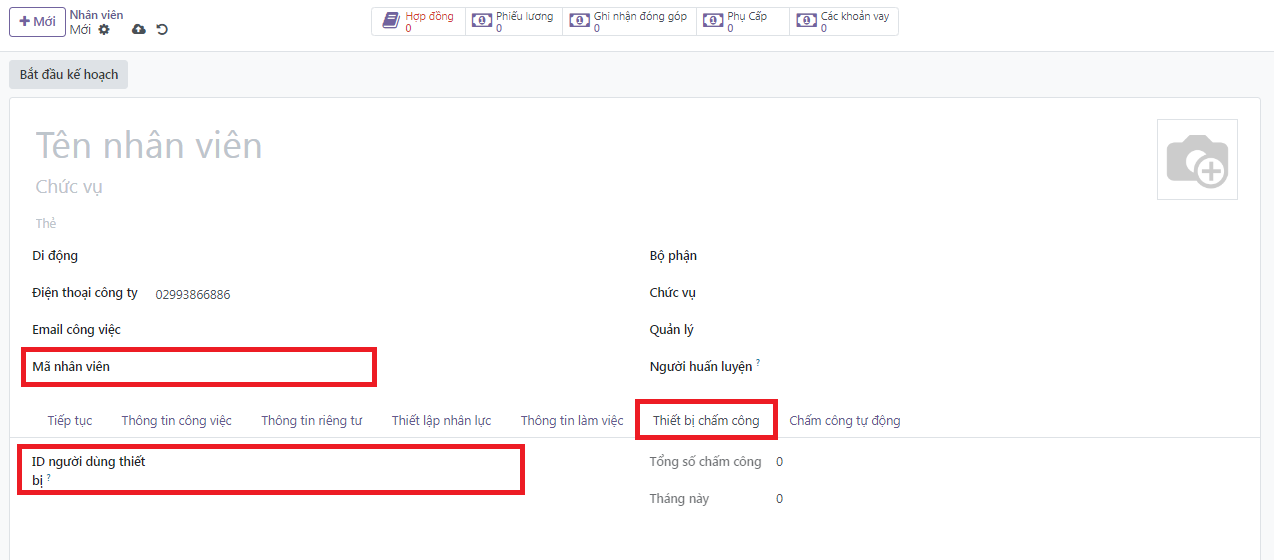 Mới
Nhân viên
Mới
Hợp đồng
0
Phiếu lương
0
Ghi nhận đóng góp
0
Phụ Cấp
0
Các khoản vay
0
Bắt đầu kế hoạch
Tên nhân viên
Chức vụ
Thẻ
Di động
Bộ phận
Điện thoại công ty 02993866886
Chức vụ
Email công việc
Quản lý
Mã nhân viên
Người huấn luyện ?
Tiếp tục Thông tin công việc Thông tin riêng tư Thiết lập nhân lực Thông tin làm việc Thiết bị chấm công Chấm công tự động
ID người dùng thiết
bị ?
Tổng số chấm công 0
Tháng này 0